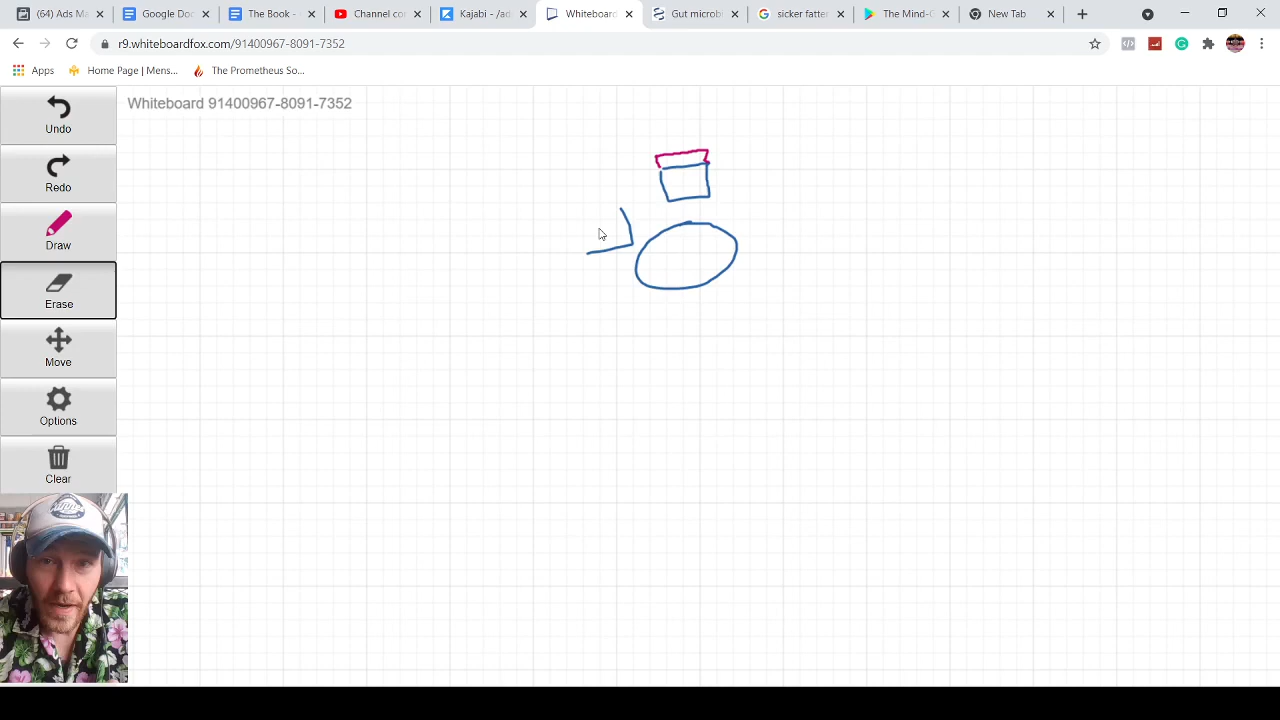 (64) Ads Ma
Google Doc
The Book -
Channel co
Kajabi - /ad
Whiteboard
Gut microb
sicker fatte
The Mind-G
New Tab
r9.whiteboardfox.com/91400967-8091-7352
Apps
Home Page | Mens...
The Prometheus So...
Whiteboard 91400967-8091-7352
Undo
Redo
Draw
Erase
Move
Options
Clear